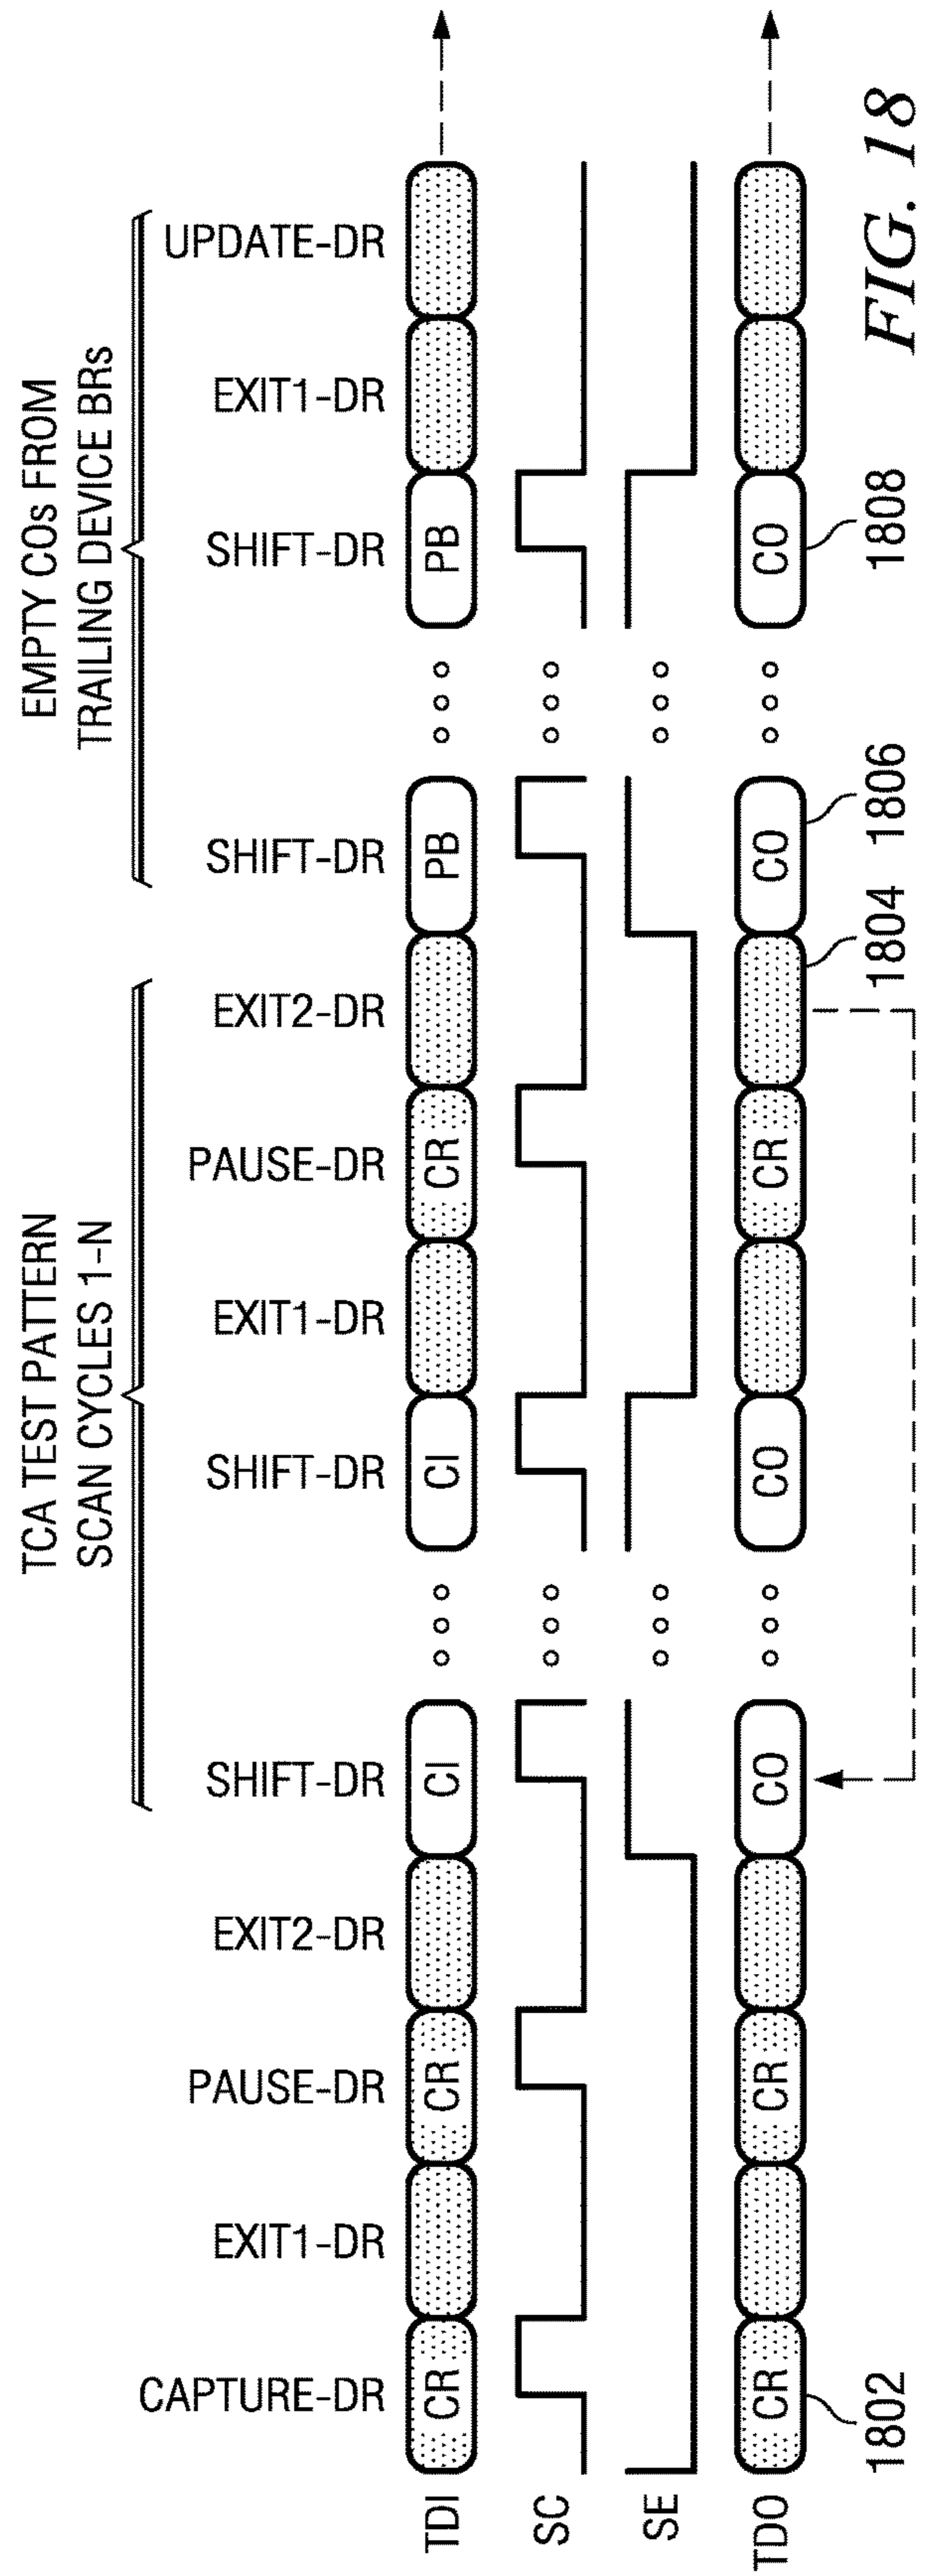 TCA TEST PATTERN
SCAN CYCLES 1-N
EMPTY COs FROM
TRAILING DEVICE BRs
CAPTURE-DR
EXIT1-DR
PAUSE-DR
EXIT2-DR
SHIFT-DR
SHIFT-DR
EXIT1-DR
PAUSE-DR
EXIT2-DR
SHIFT-DR
SHIFT-DR
EXIT1-DR
UPDATE-DR
TDI CR CR CI CI CR PB PB
SC
SE
TDO CR CR CO CO CR CO CO
1802
1804
1806
1808
FIG. 18